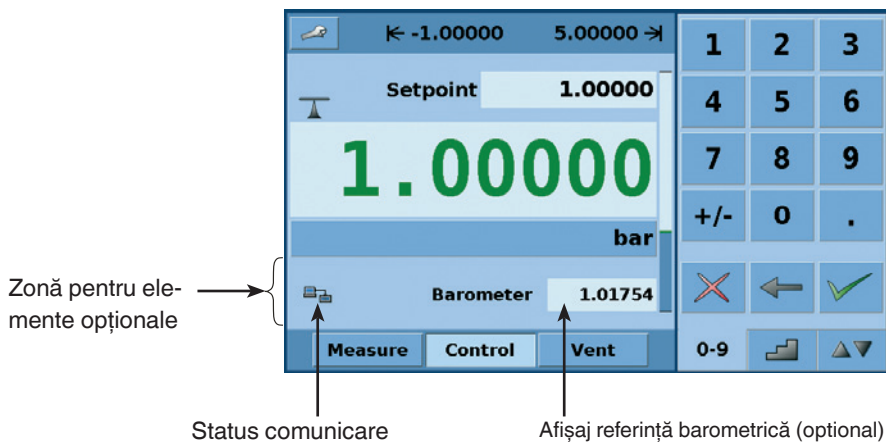 -1.00000 5.00000
1 2 3
Setpoint 1.00000
4 5 6
1.00000
7 8 9
bar
+/- 0 .
Zonă pentru ele-
mente opționale
Barometer 1.01754
Measure Control Vent
0-9
Status comunicare
Afișaj referință barometrică (optional)